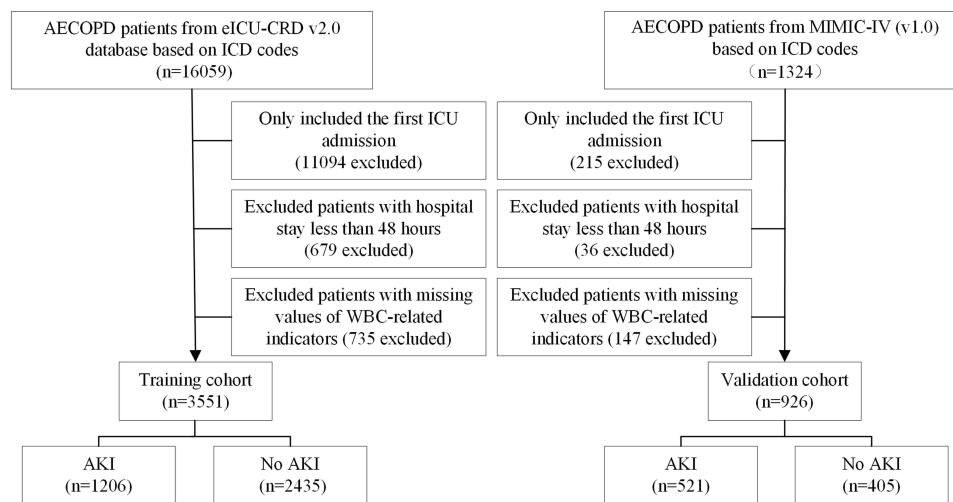 AECOPD patients from eICU-CRD v2.0
database based on ICD codes
(n=16059)
AECOPD patients from MIMIC-IV (v1.0)
based on ICD codes
（n=1324）
Only included the first ICU
admission
(11094 excluded)
Only included the first ICU
admission
(215 excluded)
Excluded patients with hospital
stay less than 48 hours
(679 excluded)
Excluded patients with hospital
stay less than 48 hours
(36 excluded)
Excluded patients with missing
values of WBC-related
indicators (735 excluded)
Excluded patients with missing
values of WBC-related
indicators (147 excluded)
Training cohort
(n=3551)
Validation cohort
(n=926)
AKI
(n=1206)
No AKI
(n=2435)
AKI
(n=521)
No AKI
(n=405)